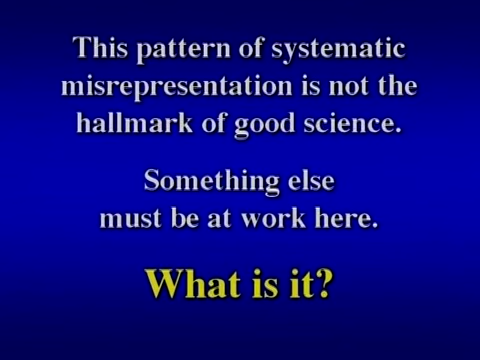 This pattern of systematic
misrepresentation is not the
hallmark of good science.
Something else
must be at work here.
What is it?